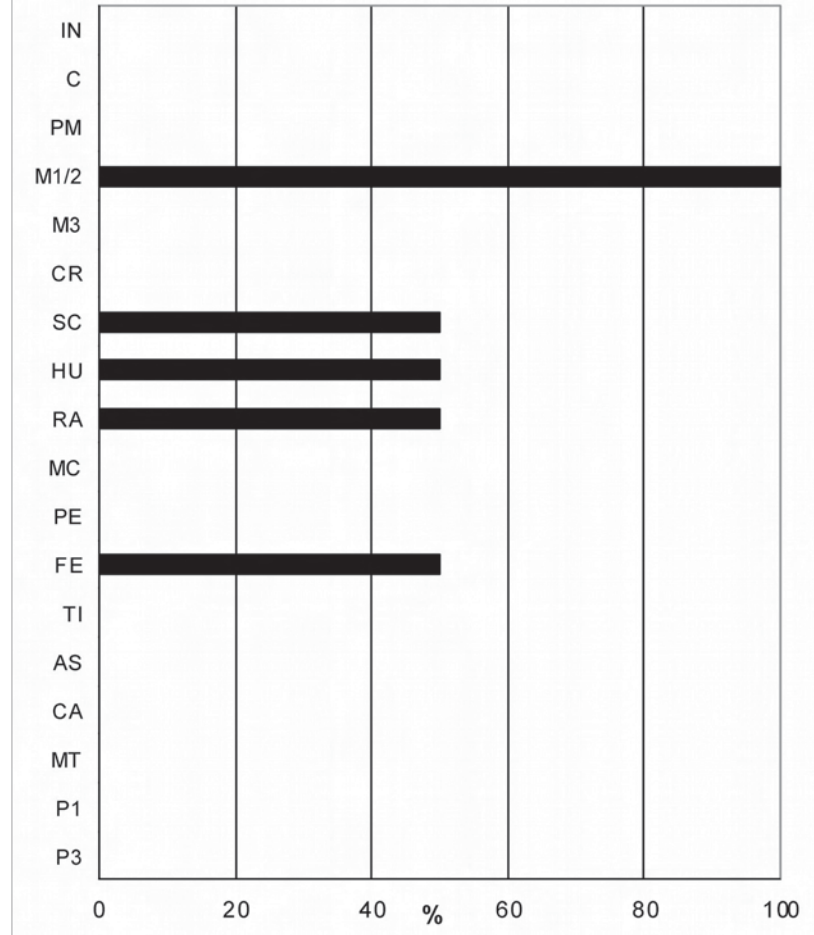 IN
C
PM
M1/2
M3
CR
SC
HU
RA
MC
PE
FE
TI
AS
CA
MT
P1
P3
0 20 40 % 60 80 100